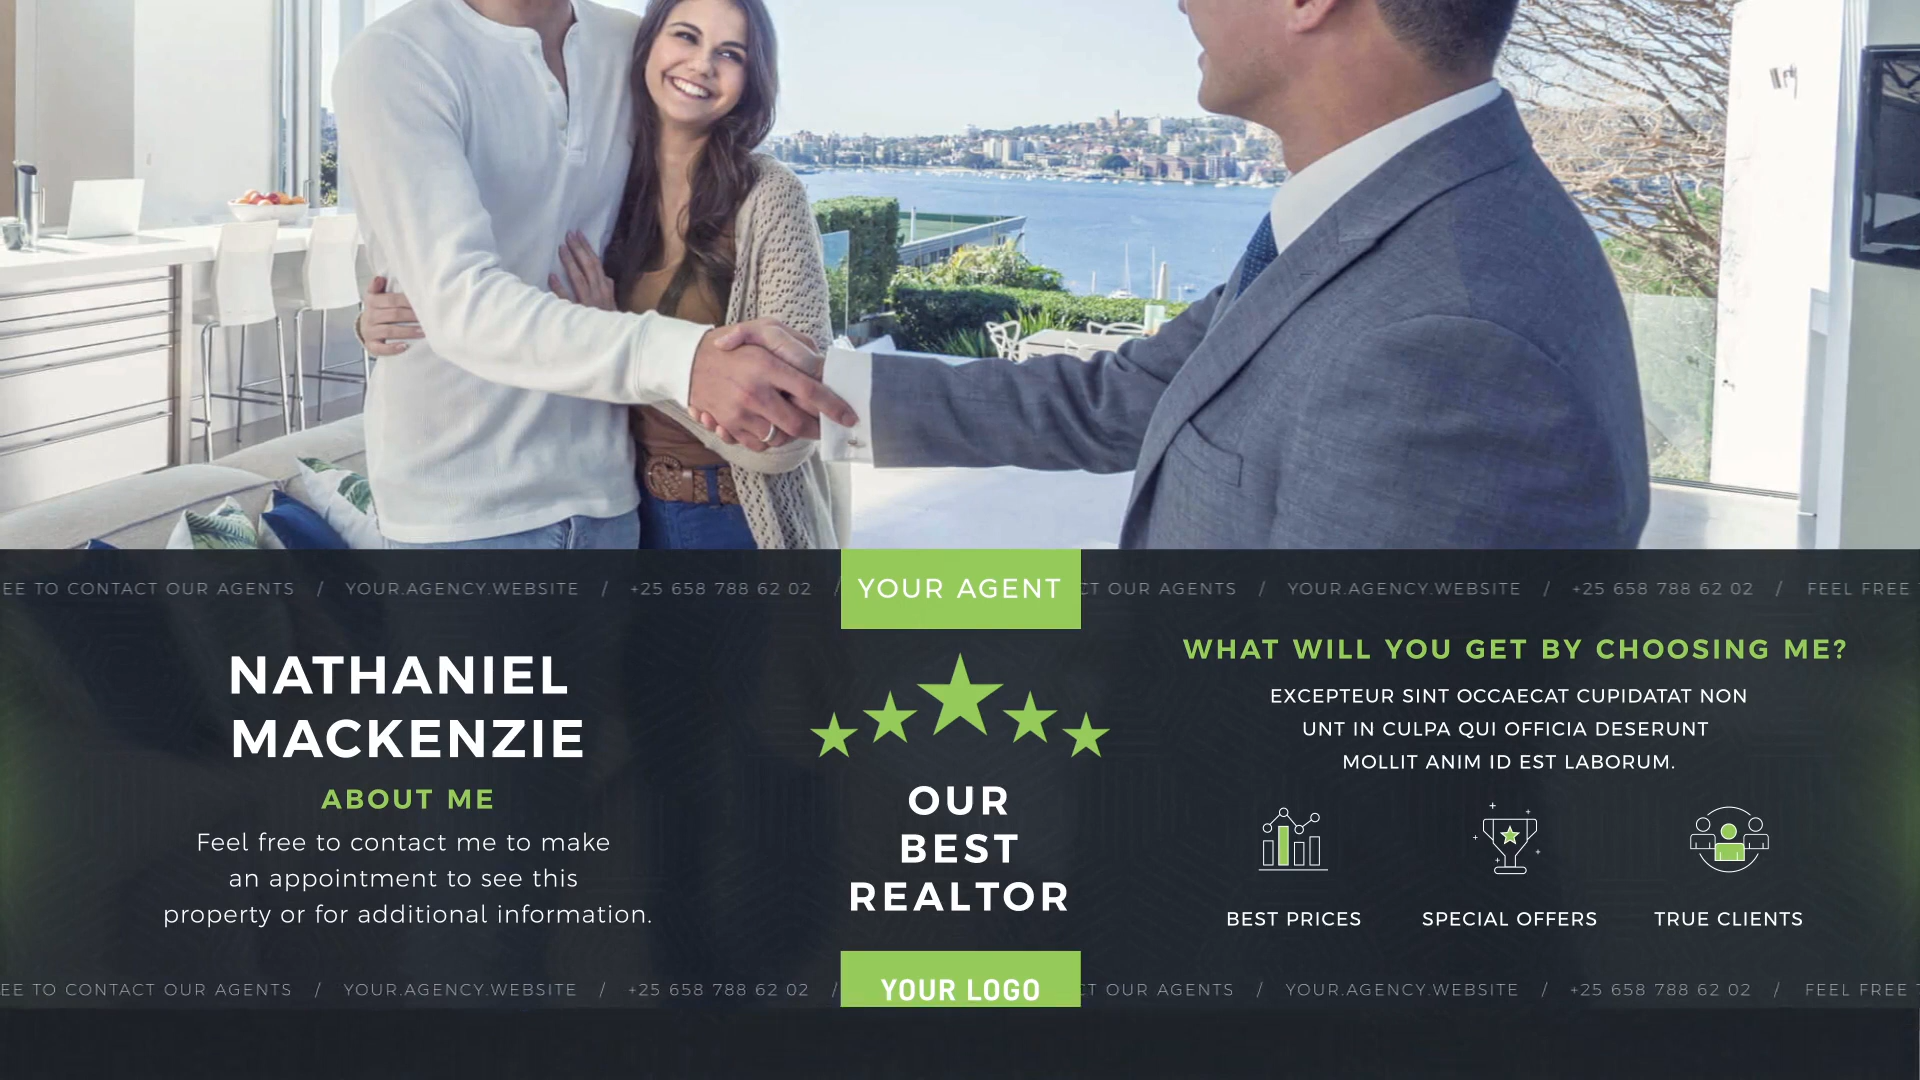 EE TO CONTACT OUR AGENTS / YOUR.AGENCY.WEBSITE / +25 658 788 62 02 /
YOUR AGENT
CT OUR AGENTS / YOUR.AGENCY.WEBSITE / +25 658 788 62 02 / FEEL FREE
NATHANIEL
MACKENZIE
ABOUT ME
Feel free to contact me to make
an appointment to see this
property or for additional information.
OUR
BEST
REALTOR
WHAT WILL YOU GET BY CHOOSING ME?
EXCEPTEUR SINT OCCAECAT CUPIDATAT NON
UNT IN CULPA QUI OFFICIA DESERUNT
MOLLIT ANIM ID EST LABORUM.
BEST PRICES
SPECIAL OFFERS
TRUE CLIENTS
EE TO CONTACT OUR AGENTS / YOUR.AGENCY.WEBSITE / +25 658 788 62 02 /
YOUR LOGO
CT OUR AGENTS / YOUR.AGENCY.WEBSITE / +25 658 788 62 02 / FEEL FREE